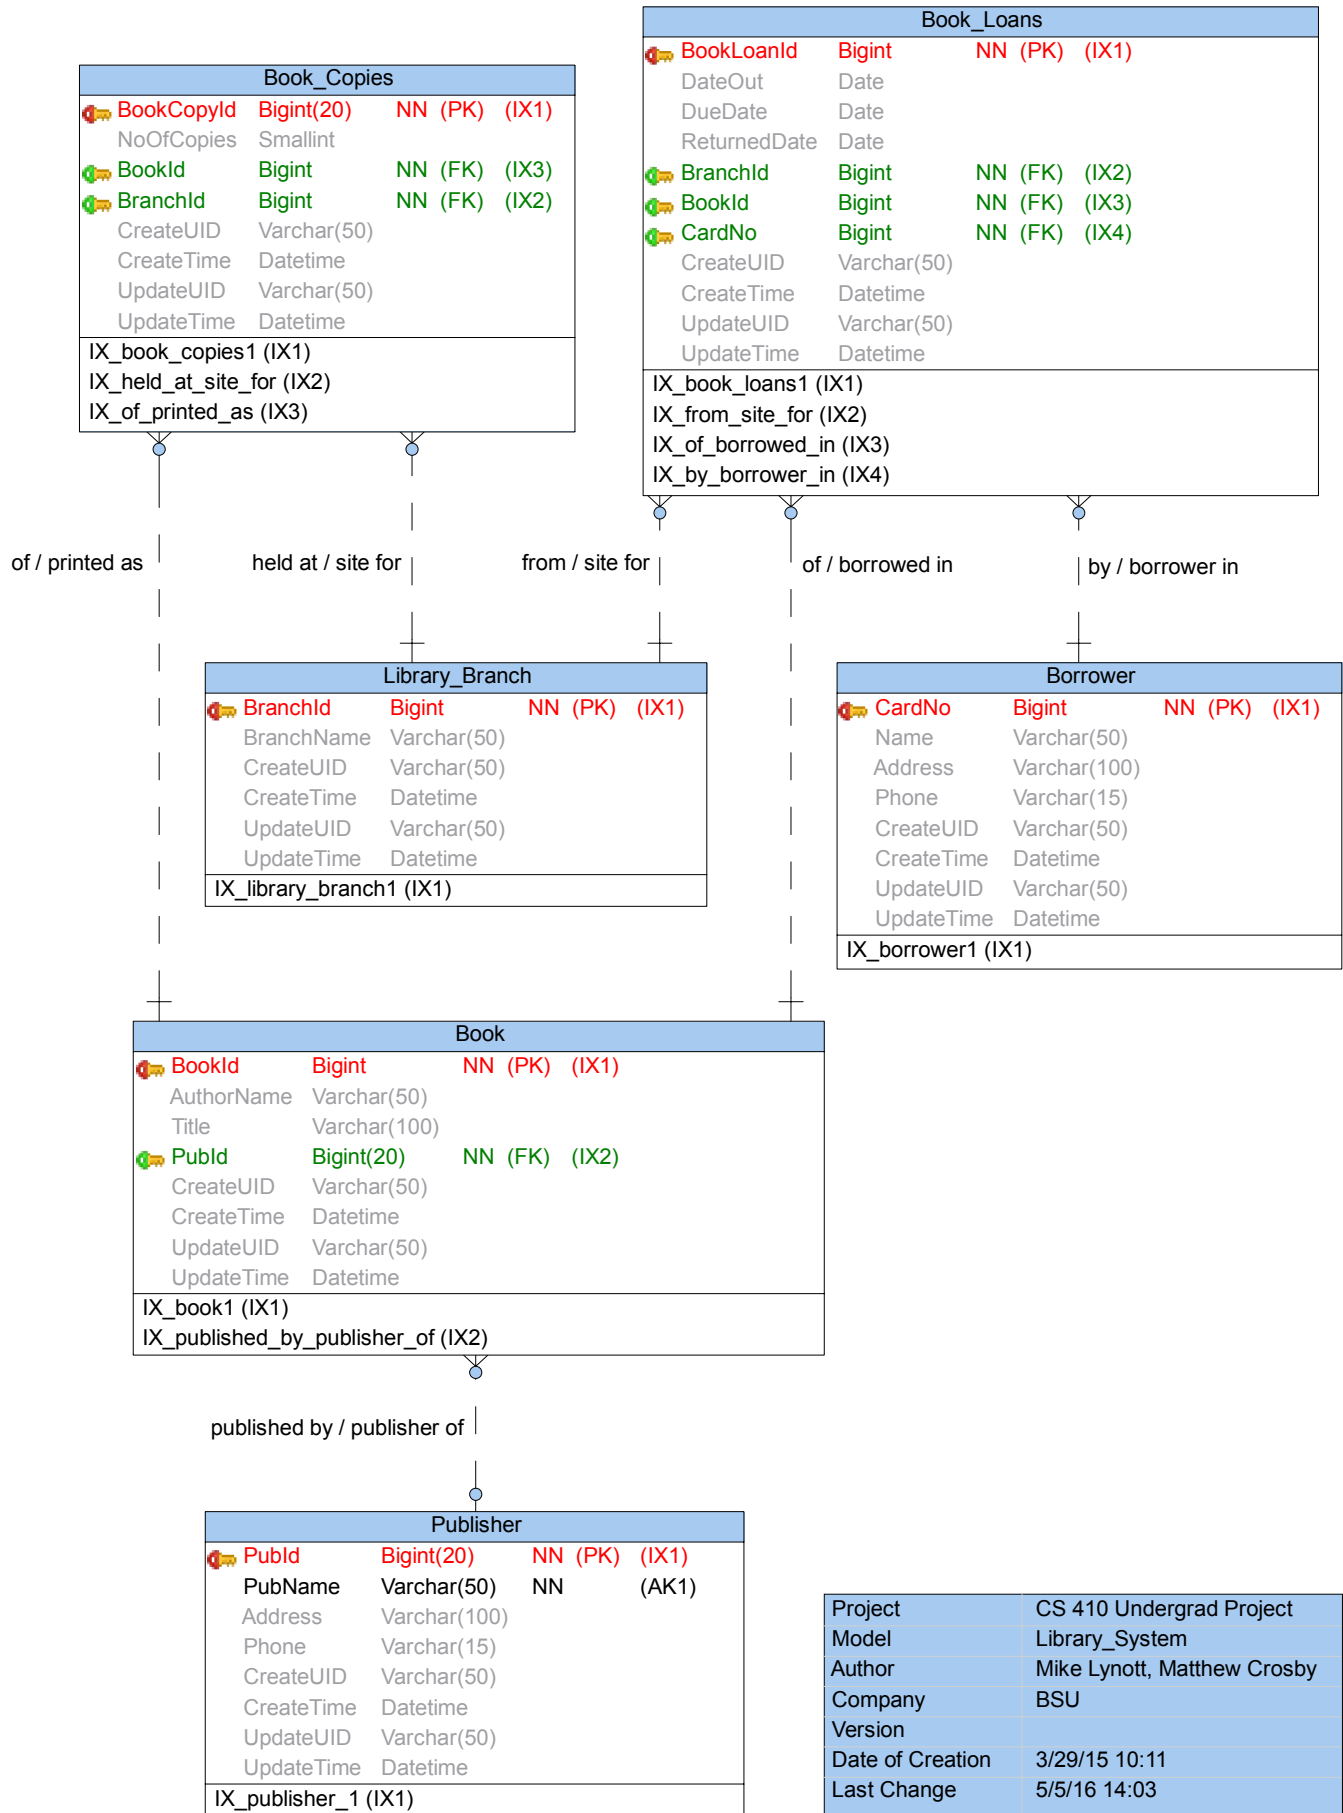 Book_Copies
BookCopyId Bigint(20) NN (PK) (IX1)
NoOfCopies Smallint
BookId Bigint NN (FK) (IX3)
BranchId Bigint NN (FK) (IX2)
CreateUID Varchar(50)
CreateTime Datetime
UpdateUID Varchar(50)
UpdateTime Datetime
IX_book_copies1 (IX1)
IX_held_at_site_for (IX2)
IX_of_printed_as (IX3)
Book_Loans
BookLoanId Bigint NN (PK) (IX1)
DateOut Date
DueDate Date
ReturnedDate Date
BranchId Bigint NN (FK) (IX2)
BookId Bigint NN (FK) (IX3)
CardNo Bigint NN (FK) (IX4)
CreateUID Varchar(50)
CreateTime Datetime
UpdateUID Varchar(50)
UpdateTime Datetime
IX_book_loans1 (IX1)
IX_from_site_for (IX2)
IX_of_borrowed_in (IX3)
IX_by_borrower_in (IX4)
of / printed as
held at / site for
from / site for
of / borrowed in
by / borrower in
Library_Branch
BranchId Bigint NN (PK) (IX1)
BranchName Varchar(50)
CreateUID Varchar(50)
CreateTime Datetime
UpdateUID Varchar(50)
UpdateTime Datetime
IX_library_branch1 (IX1)
Borrower
CardNo Bigint NN (PK) (IX1)
Name Varchar(50)
Address Varchar(100)
Phone Varchar(15)
CreateUID Varchar(50)
CreateTime Datetime
UpdateUID Varchar(50)
UpdateTime Datetime
IX_borrower1 (IX1)
Book
BookId Bigint NN (PK) (IX1)
AuthorName Varchar(50)
Title Varchar(100)
PubId Bigint(20) NN (FK) (IX2)
CreateUID Varchar(50)
CreateTime Datetime
UpdateUID Varchar(50)
UpdateTime Datetime
IX_book1 (IX1)
IX_published_by_publisher_of (IX2)
published by / publisher of
Publisher
PubId Bigint(20) NN (PK) (IX1)
PubName Varchar(50) NN (AK1)
Address Varchar(100)
Phone Varchar(15)
CreateUID Varchar(50)
CreateTime Datetime
UpdateUID Varchar(50)
UpdateTime Datetime
IX_publisher_1 (IX1)
Project CS 410 Undergrad Project
Model Library_System
Author Mike Lynott, Matthew Crosby
Company BSU
Version
Date of Creation 3/29/15 10:11
Last Change 5/5/16 14:03